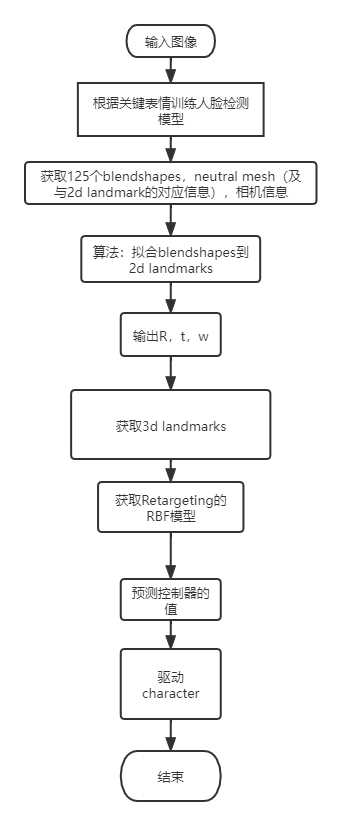 输入图像
根据关键表情训练人脸检测
模型
获取125个blendshapes，neutral mesh（及
与2d landmark的对应信息），相机信息
算法：拟合blendshapes到
2d landmarks
输出R，t，w
获取3d landmarks
获取Retargeting的
RBF模型
预测控制器的
值
驱动
character
结束